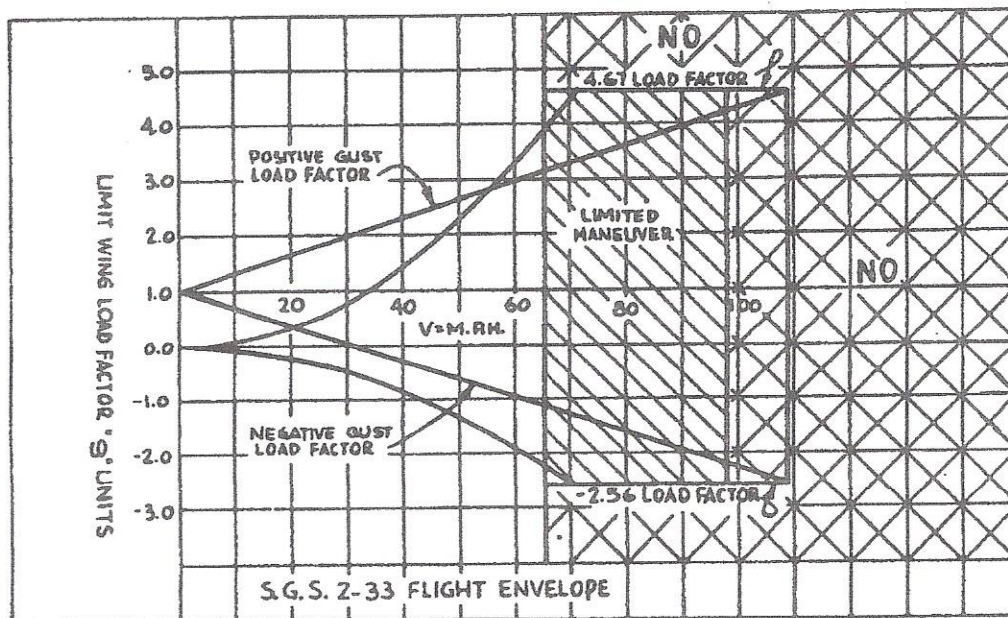 NO
5.0
4.67 LOAD FACTOR
4.0
POSITIVE GUST
LOAD FACTOR
3.0
LIMITED
MANEUVER
2.0
NO
1.0
20
40
60
80
100
V=M.P.H.
0.0
-1.0
NEGATIVE GUST
LOAD FACTOR
-2.0
-2.56 LOAD FACTOR
-3.0
LIMIT WING LOAD FACTOR "g" UNITS
S.G.S. 2-33 FLIGHT ENVELOPE